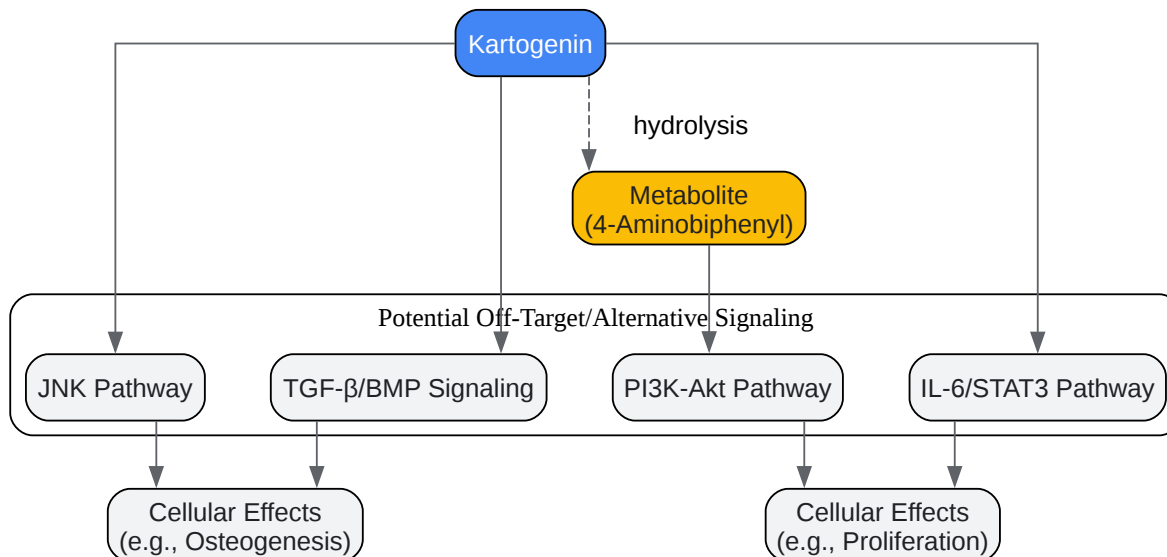 Kartogenin
hydrolysis
Metabolite
(4-Aminobiphenyl)
Potential Off-Target/Alternative Signaling
JNK Pathway
TGF-β/BMP Signaling
PI3K-Akt Pathway
IL-6/STAT3 Pathway
Cellular Effects
(e.g., Osteogenesis)
Cellular Effects
(e.g., Proliferation)